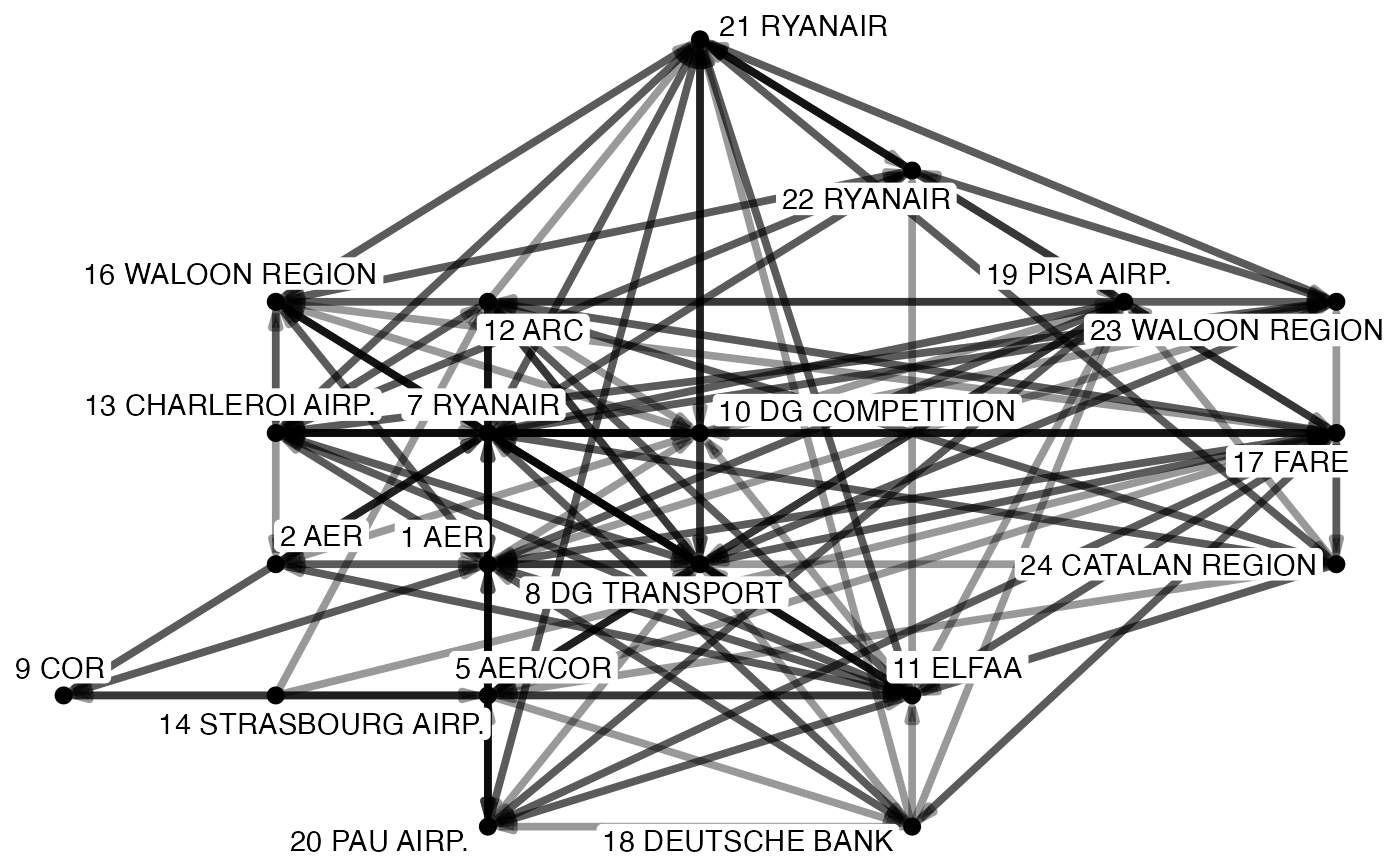 21 RYANAIR
22 RYANAIR
16 WALOON REGION
19 PISA AIRP.
12 ARC
23 WALOON REGION
13 CHARLEROI AIRP.
7 RYANAIR
10 DG COMPETITION
17 FARE
2 AER
1 AER
8 DG TRANSPORT
24 CATALAN REGION
9 COR
5 AER/COR
11 ELFAA
14 STRASBOURG AIRP.
20 PAU AIRP.
18 DEUTSCHE BANK